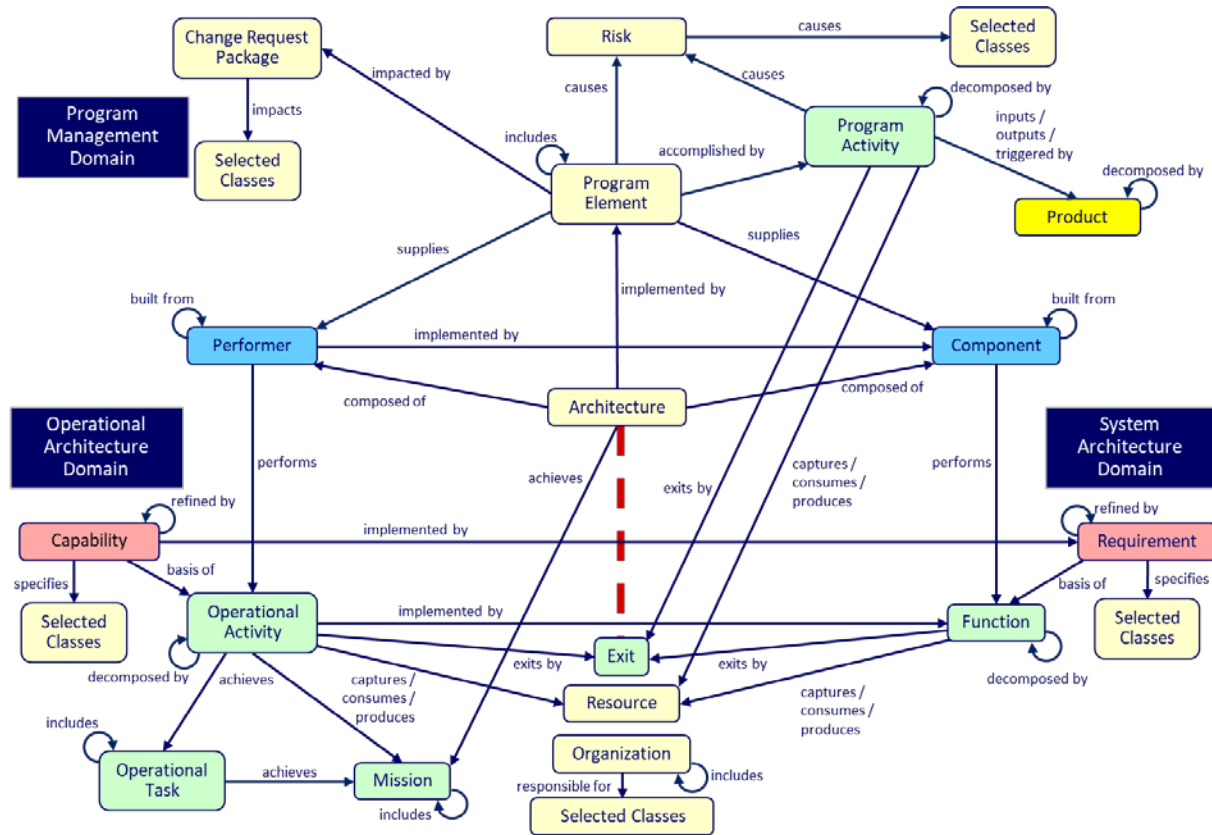 Change Request
Package
Risk
causes
Selected
Classes
impacted by
causes
decomposed by
Program
Management
Domain
impacts
causes
Program
Activity
inputs /
outputs /
triggered by
includes
accomplished by
Selected
Classes
Program
Element
decomposed by
Product
supplies
supplies
built from
implemented by
built from
Performer
implemented by
Component
composed of
Architecture
composed of
Operational
Architecture
Domain
System
Architecture
Domain
performs
achieves
exits by
captures /
consumes /
produces
performs
refined by
refined by
Capability
implemented by
Requirement
specifies
basis of
basis of
specifies
Selected
Classes
Operational
Activity
implemented by
Function
Selected
Classes
Exit
decomposed by
exits by
exits by
decomposed by
achieves
captures /
consumes /
produces
Resource
captures /
consumes /
produces
includes
Organization
Operational
Task
achieves
Mission
responsible for
includes
includes
Selected Classes